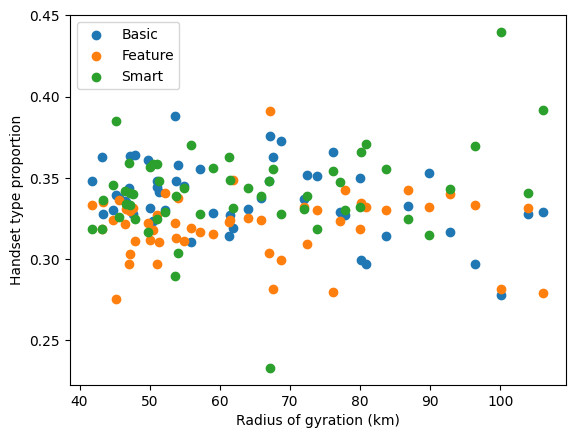 Basic
Feature
Smart
0.45
0.40
0.35
0.30
0.25
Handset type proportion
40 50 60 70 80 90 100
Radius of gyration (km)